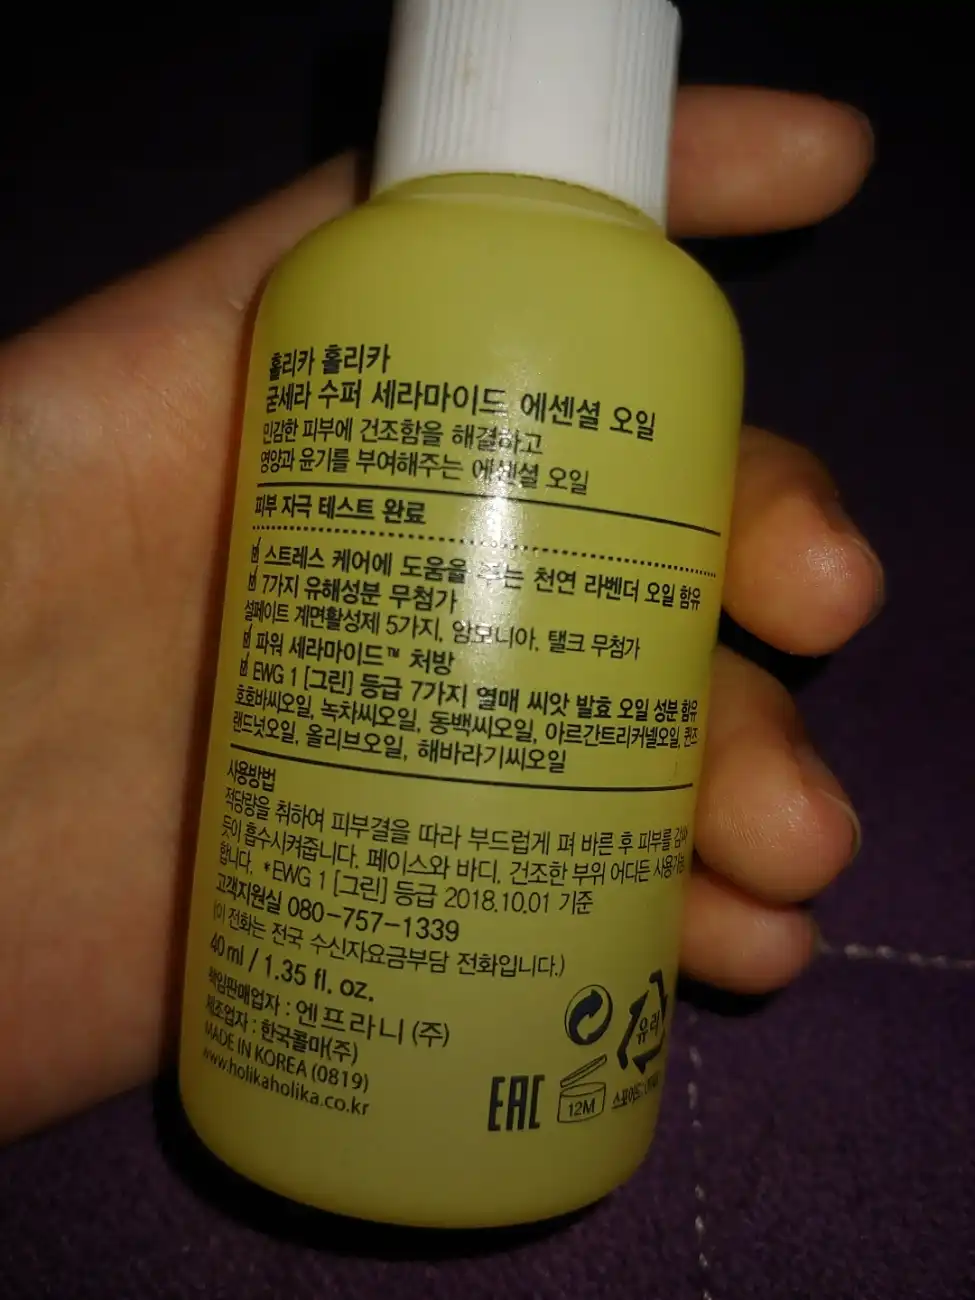 홀리카 홀리카
굳세라 수퍼 세라마이드 에센셜 오일
민감한 피부에 건조함을 해결하고
영양과 윤기를 부여해주는 에센셜 오일
피부 자극 테스트 완료
스트레스 케어에 도움을 주는 천연 라벤더 오일 함유
7가지 유해성분 무첨가
설페이트 계면활성제 5가지, 암모니아, 탤크 무첨가
파워 세라마이드™ 처방
EWG 1 [그린] 등급 7가지 열매 씨앗 발효 오일 성분 함유
호호바씨오일, 녹차씨오일, 동백씨오일, 아르간트리커넬오일, 퀸즈
랜드넛오일, 올리브오일, 해바라기씨오일
사용방법
적당량을 취하여 피부결을 따라 부드럽게 펴 바른 후 피부를 감싸
듯이 흡수시켜줍니다. 페이스와 바디, 건조한 부위 어디든 사용가능
합니다. *EWG 1 [그린] 등급 2018.10.01 기준
고객지원실 080-757-1339
(이 전화는 전국 수신자요금부담 전화입니다.)
40 ml / 1.35 fl. oz.
책임판매업자 : 엔프라니 (주)
제조업자 : 한국콜마(주)
MADE IN KOREA (0819)
www.holikaholika.co.kr
유리
EAC
12M